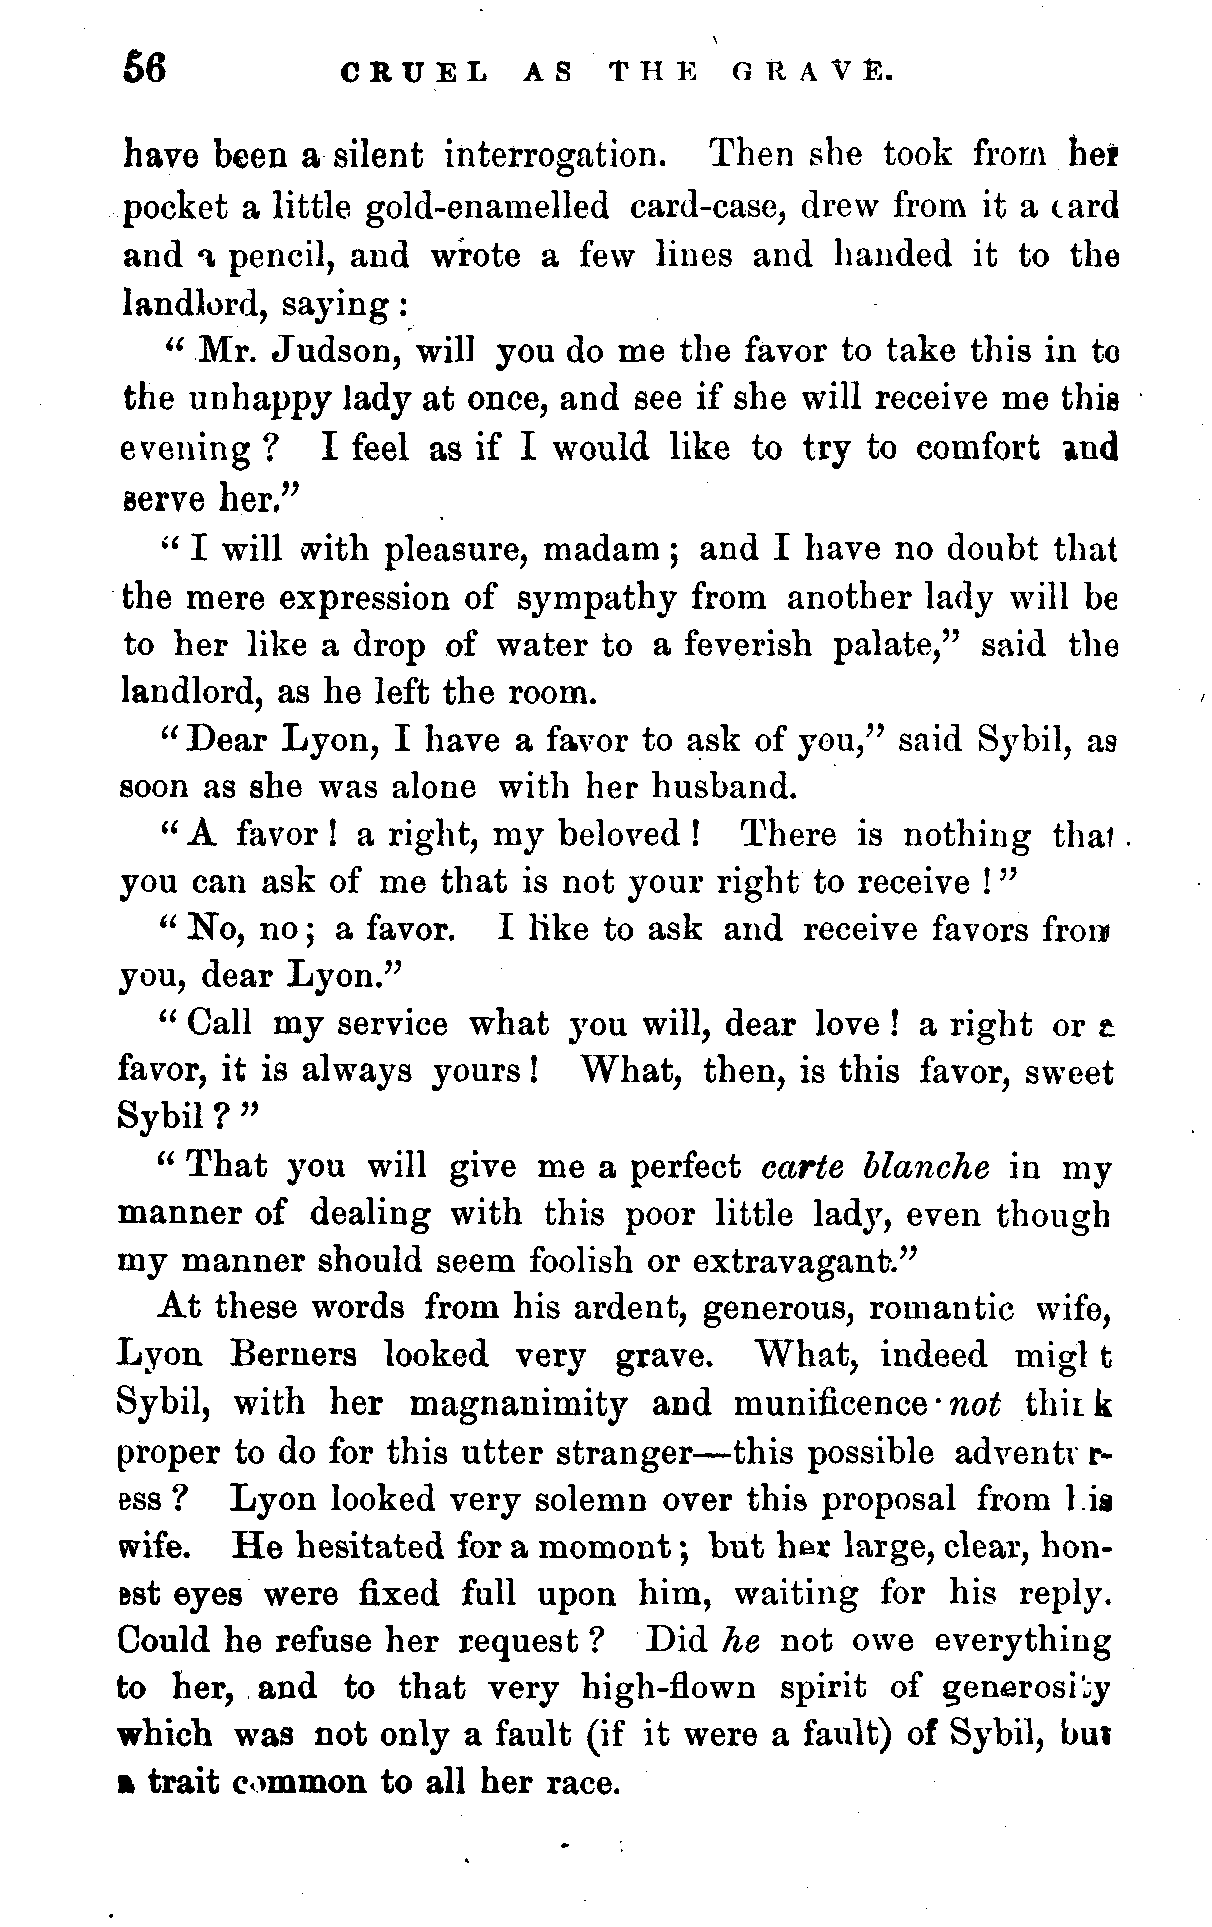 56 CRUEL AS THE GRAVE.
have been a silent interrogation. Then she took from her
pocket a little gold-enamelled card-case, drew from it a card
and a pencil, and wrote a few lines and handed it to the
landlord, saying:
"Mr. Judson, will you do me the favor to take this in to
the unhappy lady at once, and see if she will receive me this
evening? I feel as if I would like to try to comfort and
serve her."
"I will with pleasure, madam; and I have no doubt that
the mere expression of sympathy from another lady will be
to her like a drop of water to a feverish palate," said the
landlord, as he left the room.
"Dear Lyon, I have a favor to ask of you," said Sybil, as
soon as she was alone with her husband.
"A favor! a right, my beloved! There is nothing that
you can ask of me that is not your right to receive!"
"No, no; a favor. I like to ask and receive favors from
you, dear Lyon."
"Call my service what you will, dear love! a right or a
favor, it is always yours! What, then, is this favor, sweet
Sybil?"
"That you will give me a perfect carte blanche in my
manner of dealing with this poor little lady, even though
my manner should seem foolish or extravagant."
At these words from his ardent, generous, romantic wife,
Lyon Berners looked very grave. What, indeed might
Sybil, with her magnanimity and munificence not think
proper to do for this utter stranger—this possible adventur-
ess? Lyon looked very solemn over this proposal from his
wife. He hesitated for a momont; but her large, clear, hon-
est eyes were fixed full upon him, waiting for his reply.
Could he refuse her request? Did he not owe everything
to her, and to that very high-flown spirit of generosity
which was not only a fault (if it were a fault) of Sybil, but
a trait common to all her race.